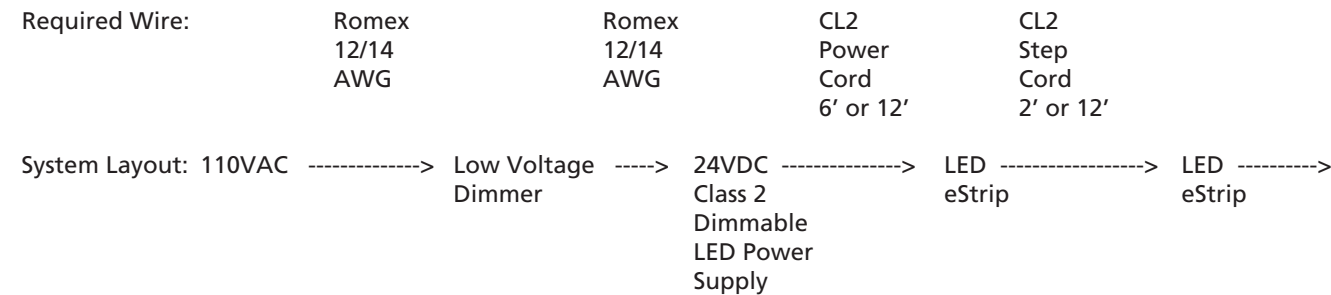 Required Wire: Romex Romex CL2 CL2
12/14 12/14 Power Step
AWG AWG Cord Cord
6’ or 12’ 2’ or 12’
System Layout: 110VAC --------------> Low Voltage -----> 24VDC ---------------> LED ------------------> LED ---------->
Dimmer Class 2 eStrip eStrip
Dimmable
LED Power
Supply